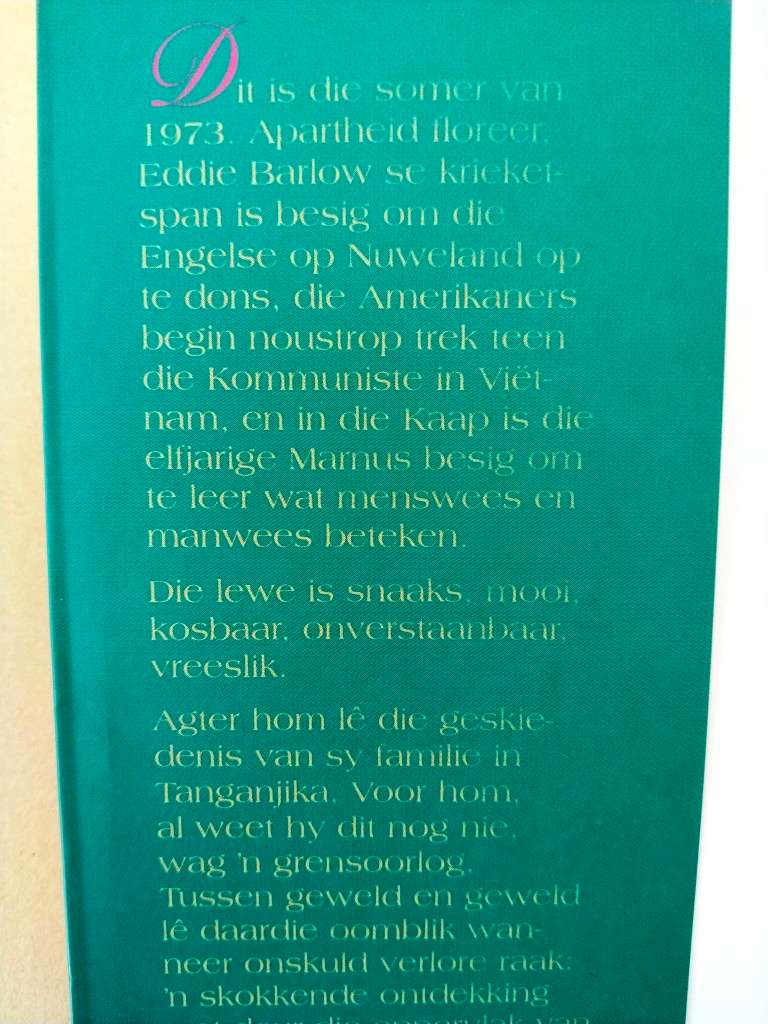 Dit is die somer van
1973. Apartheid floreer,
Eddie Barlow se krieket-
span is besig om die
Engelse op Nuweland op
te dons, die Amerikaners
begin noustrop trek teen
die Kommuniste in Viët-
nam, en in die Kaap is die
elfjarige Marnus besig om
te leer wat menswees en
manwees beteken.
Die lewe is snaaks, mooi,
kosbaar, onverstaanbaar,
vreeslik.
Agter hom lê die geskie-
denis van sy familie in
Tanganjika. Voor hom,
al weet hy dit nog nie,
wag 'n grensoorlog.
Tussen geweld en geweld
lê daardie oomblik wan-
neer onskuld verlore raak:
'n skokkende ontdekking
deur die oppervlak van